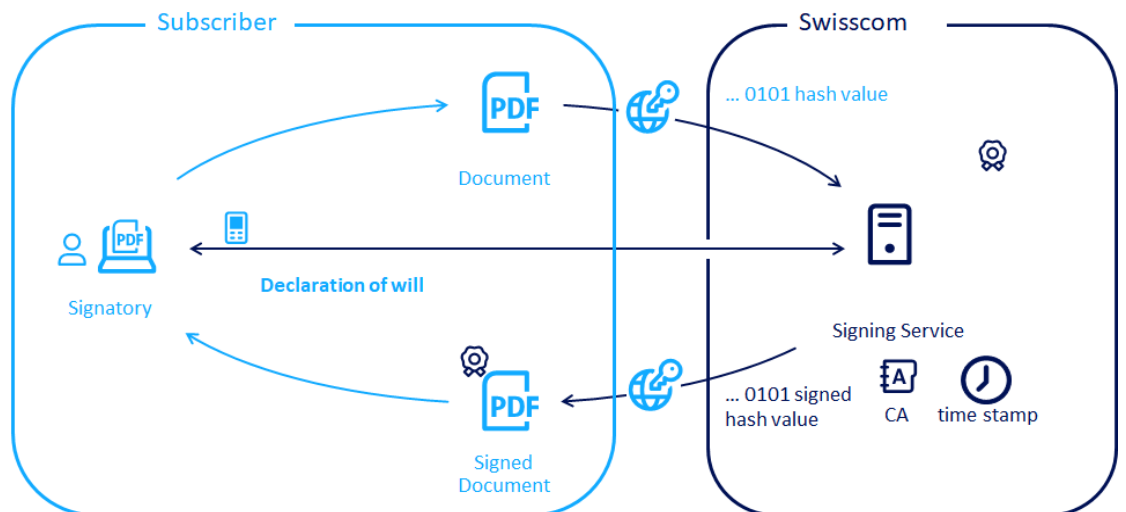 Subscriber
Swisscom
PDF
... 0101 hash value
Document
PDF
Signatory
Declaration of will
Signing Service
PDF
... 0101 signed
hash value
A
CA
time stamp
Signed
Document